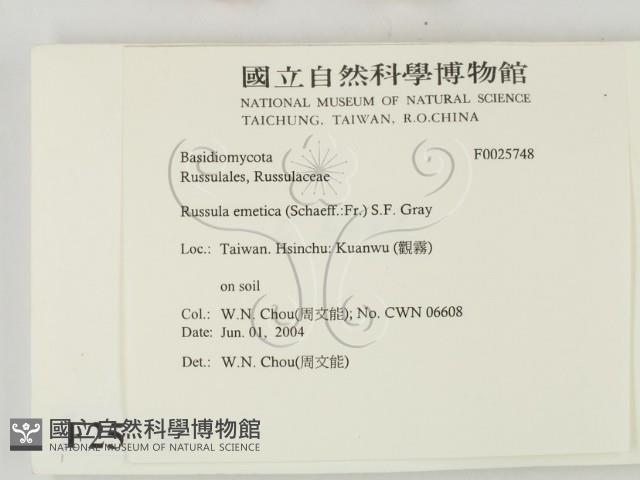 國立自然科學博物館
NATIONAL MUSEUM OF NATURAL SCIENCE
TAICHUNG, TAIWAN, R.O.CHINA
Basidiomycota F0025748
Russulales, Russulaceae
Russula emetica (Schaeff.:Fr.) S.F. Gray
Loc.: Taiwan. Hsinchu: Kuanwu (觀霧)
on soil
Col.: W.N. Chou(周文能); No. CWN 06608
Date: Jun. 01, 2004
Det.: W.N. Chou(周文能)
F25
國立自然科學博物館
NATIONAL MUSEUM OF NATURAL SCIENCE